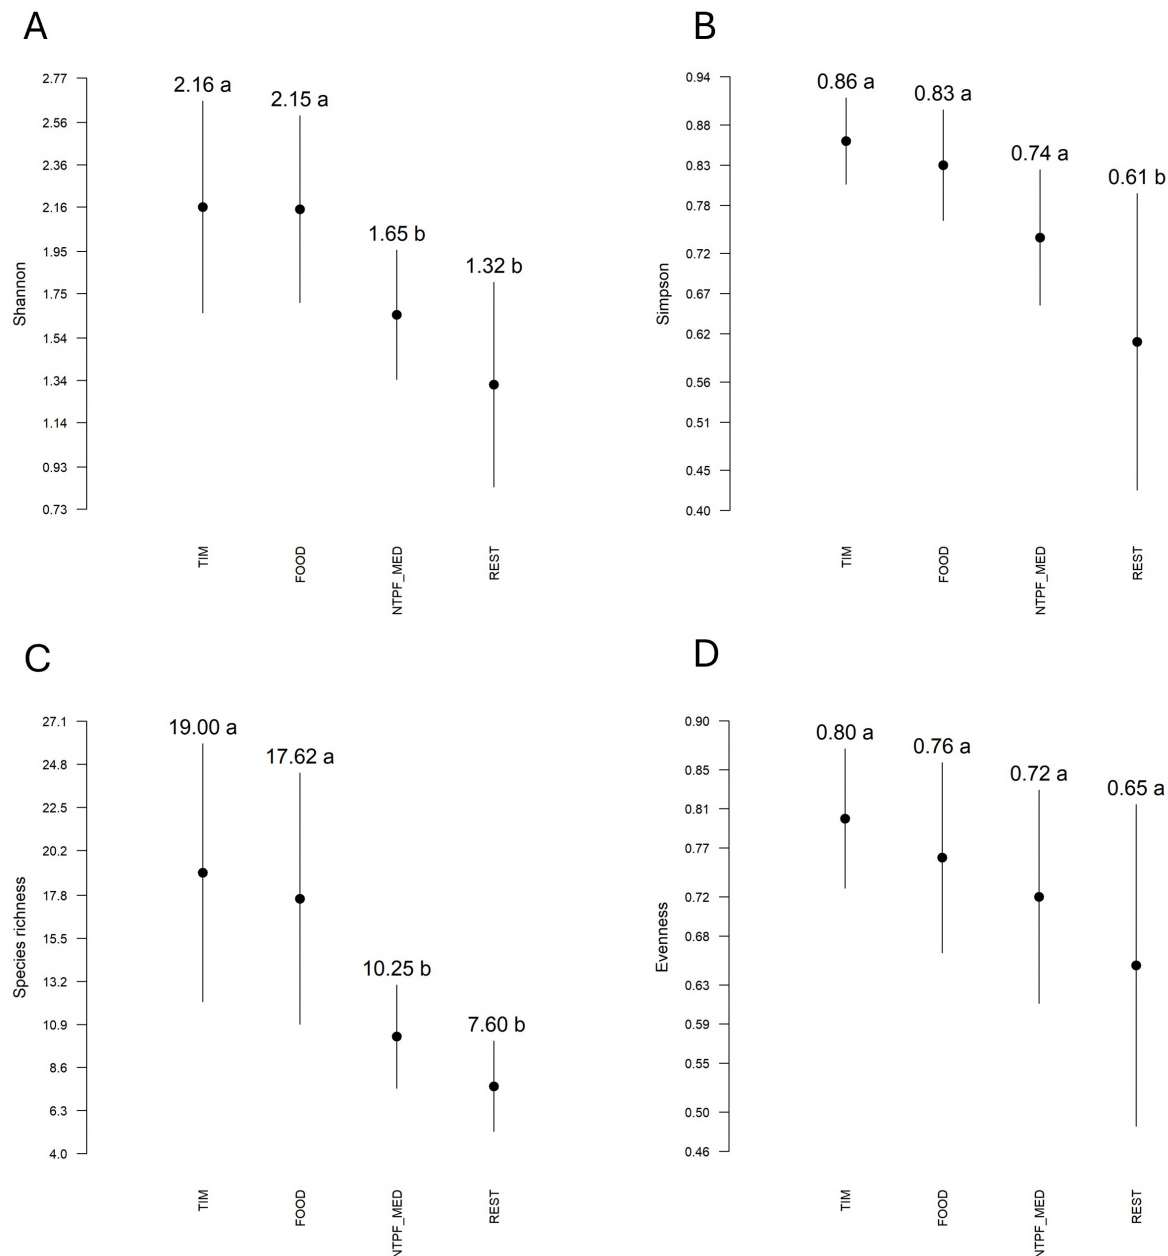 A
Shannon
2.77
2.56
2.36
2.16
1.95
1.75
1.54
1.34
1.14
0.93
0.73
2.16 a
2.15 a
1.65 b
1.32 b
TIM
FOOD
NTPF_MED
REST
B
Simpson
0.94
0.88
0.83
0.78
0.72
0.67
0.62
0.56
0.51
0.45
0.40
0.86 a
0.83 a
0.74 a
0.61 b
TIM
FOOD
NTPF_MED
REST
C
Species richness
27.1
24.8
22.5
20.2
17.8
15.5
13.2
10.9
8.6
6.3
4.0
19.00 a
17.62 a
10.25 b
7.60 b
TIM
FOOD
NTPF_MED
REST
D
Evenness
0.90
0.85
0.81
0.77
0.72
0.68
0.63
0.59
0.55
0.50
0.46
0.80 a
0.76 a
0.72 a
0.65 a
TIM
FOOD
NTPF_MED
REST